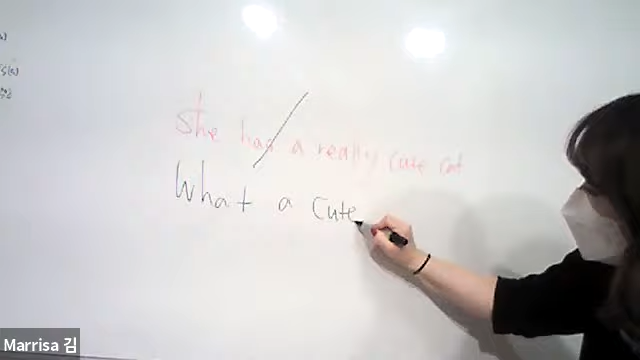 She has a really cute cat
What a cute
Marrisa 김